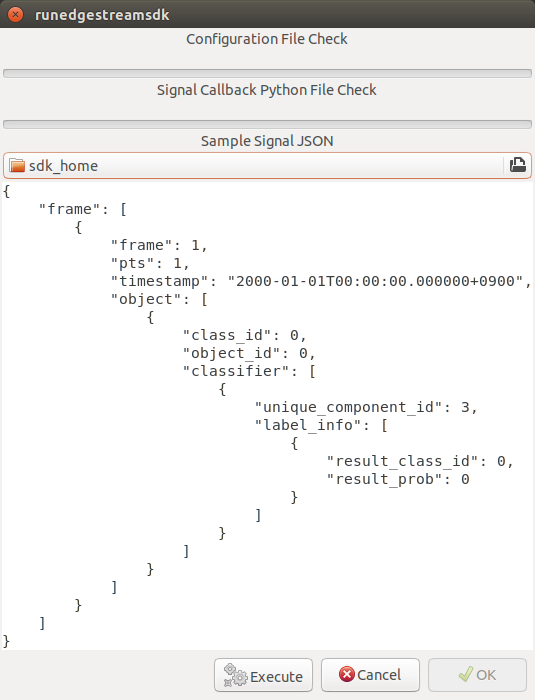 runedgestreamsdk
Configuration File Check
Signal Callback Python File Check
Sample Signal JSON
sdk_home
{
    "frame": [
        {
            "frame": 1,
            "pts": 1,
            "timestamp": "2000-01-01T00:00:00.000000+0900",
            "object": [
                {
                    "class_id": 0,
                    "object_id": 0,
                    "classifier": [
                        {
                            "unique_component_id": 3,
                            "label_info": [
                                {
                                    "result_class_id": 0,
                                    "result_prob": 0
                                }
                            ]
                        }
                    ]
                }
            ]
        }
    ]
}
Execute
Cancel
OK